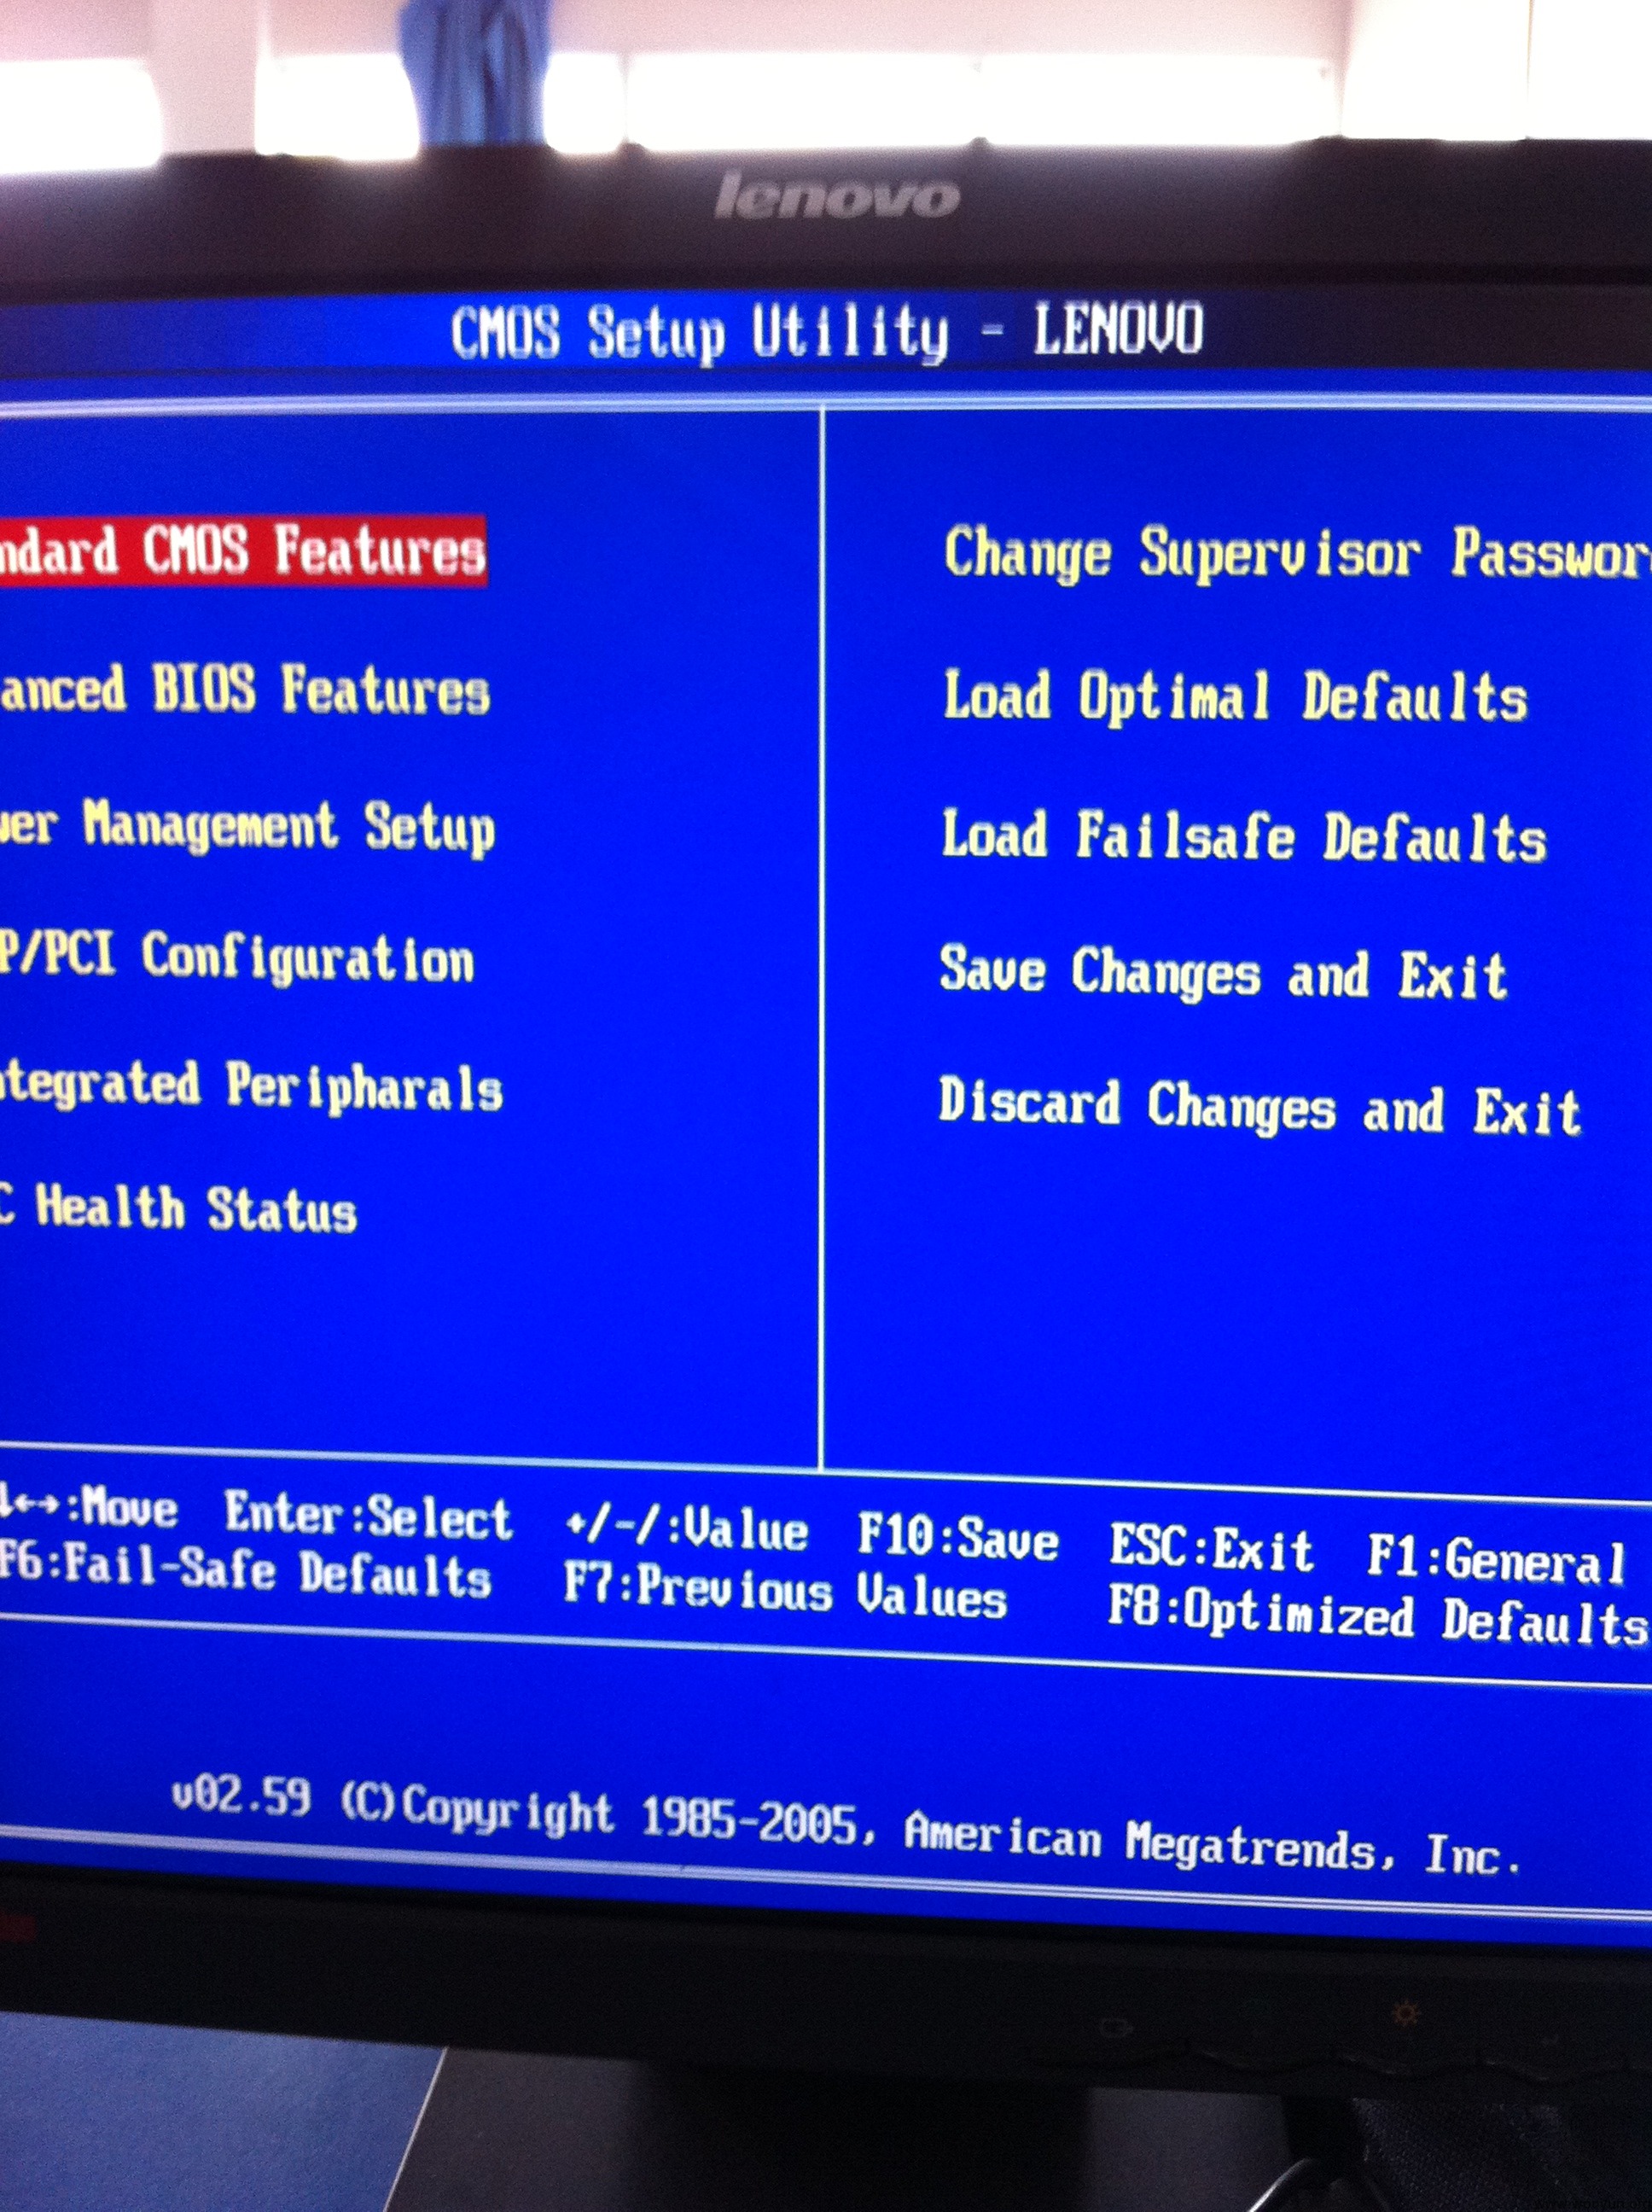 lenovo
CMOS Setup Utility - LENOVO
ndard CMOS Features
anced BIOS Features
wer Management Setup
P/PCI Configuration
ntegrated Peripharals
C Health Status
Change Supervisor Password
Load Optimal Defaults
Load Failsafe Defaults
Save Changes and Exit
Discard Changes and Exit
↓←→:Move Enter:Select +/-/:Value F10:Save ESC:Exit F1:General
F6:Fail-Safe Defaults F7:Previous Values F8:Optimized Defaults
v02.59 (C)Copyright 1985-2005, American Megatrends, Inc.